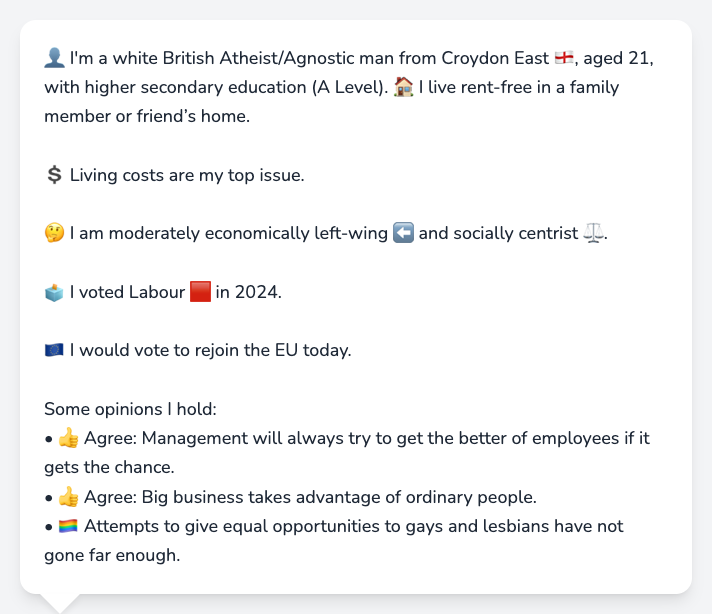 👤 I'm a white British Atheist/Agnostic man from Croydon East 🏴󠁧󠁢󠁥󠁮󠁧󠁿, aged 21,
with higher secondary education (A Level). 🏠 I live rent-free in a family
member or friend’s home.
💲 Living costs are my top issue.
🤔 I am moderately economically left-wing ⬅️ and socially centrist ⚖️.
🗳️ I voted Labour 🟥 in 2024.
🇪🇺 I would vote to rejoin the EU today.
Some opinions I hold:
• 👍 Agree: Management will always try to get the better of employees if it
gets the chance.
• 👍 Agree: Big business takes advantage of ordinary people.
• 🏳️‍🌈 Attempts to give equal opportunities to gays and lesbians have not
gone far enough.